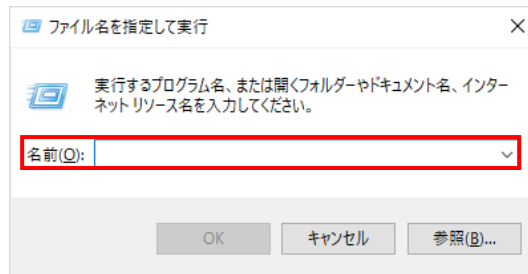 ファイル名を指定して実行
実行するプログラム名、または開くフォルダーやドキュメント名、インター
ネット リソース名を入力してください。
名前(O):
OK キャンセル 参照(B)...